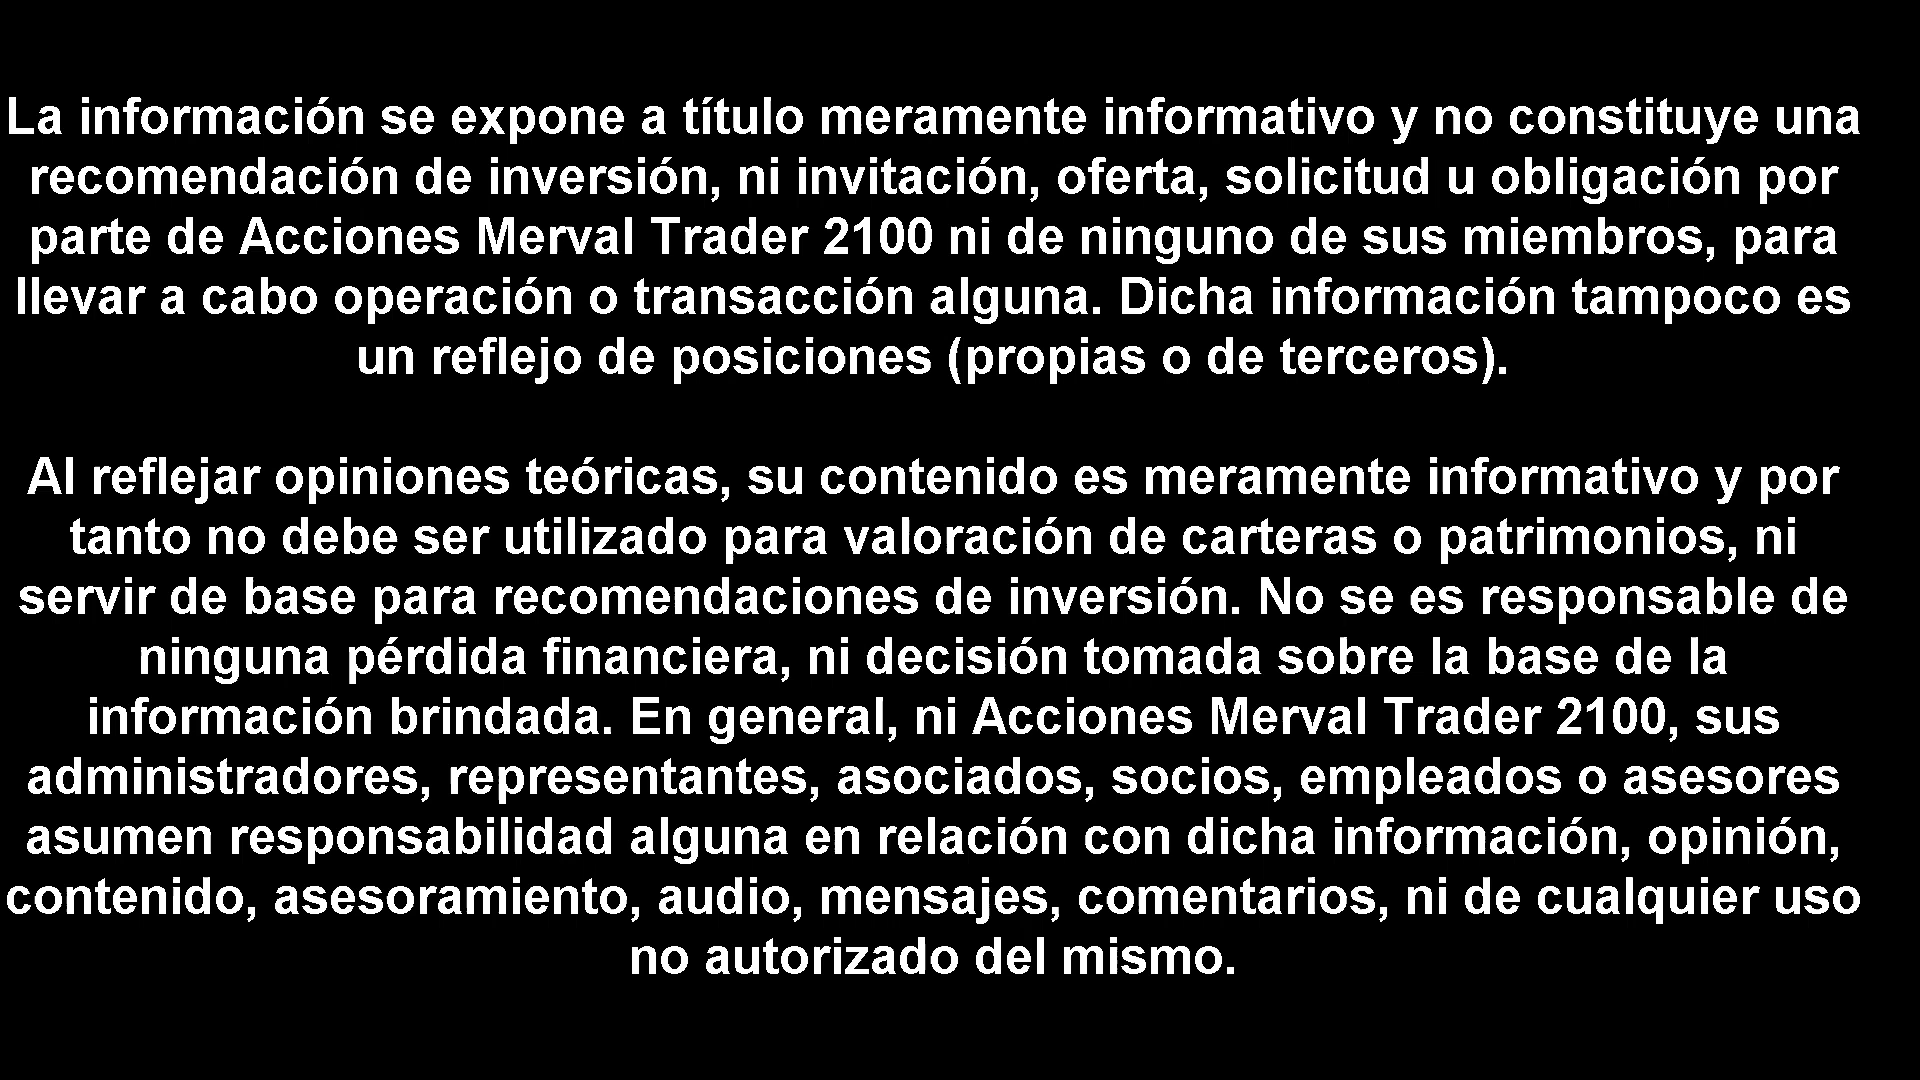 La información se expone a título meramente informativo y no constituye una
recomendación de inversión, ni invitación, oferta, solicitud u obligación por
parte de Acciones Merval Trader 2100 ni de ninguno de sus miembros, para
llevar a cabo operación o transacción alguna. Dicha información tampoco es
un reflejo de posiciones (propias o de terceros).
Al reflejar opiniones teóricas, su contenido es meramente informativo y por
tanto no debe ser utilizado para valoración de carteras o patrimonios, ni
servir de base para recomendaciones de inversión. No se es responsable de
ninguna pérdida financiera, ni decisión tomada sobre la base de la
información brindada. En general, ni Acciones Merval Trader 2100, sus
administradores, representantes, asociados, socios, empleados o asesores
asumen responsabilidad alguna en relación con dicha información, opinión,
contenido, asesoramiento, audio, mensajes, comentarios, ni de cualquier uso
no autorizado del mismo.